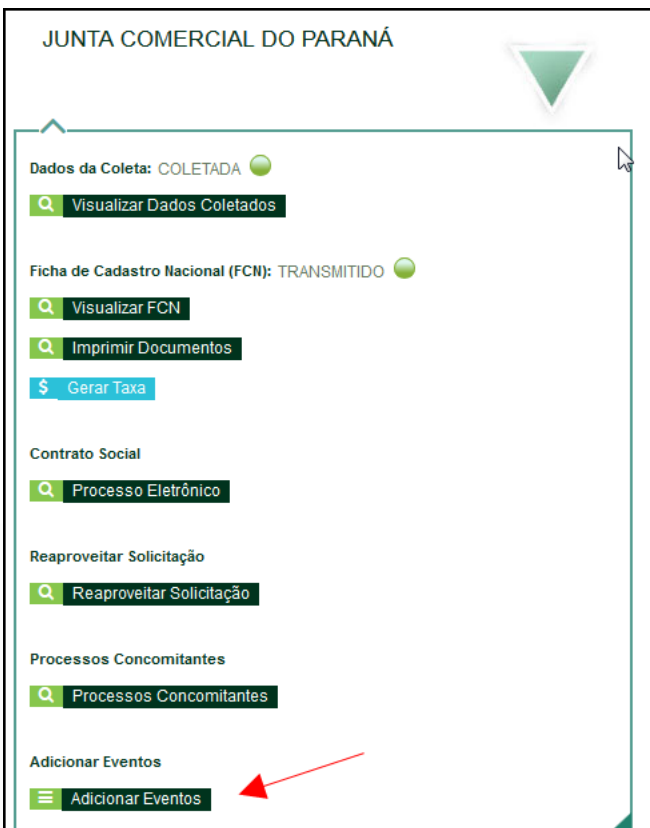 JUNTA COMERCIAL DO PARANÁ
Dados da Coleta: COLETADA
Visualizar Dados Coletados
Ficha de Cadastro Nacional (FCN): TRANSMITIDO
Visualizar FCN
Imprimir Documentos
$ Gerar Taxa
Contrato Social
Processo Eletrônico
Reaproveitar Solicitação
Reaproveitar Solicitação
Processos Concomitantes
Processos Concomitantes
Adicionar Eventos
Adicionar Eventos